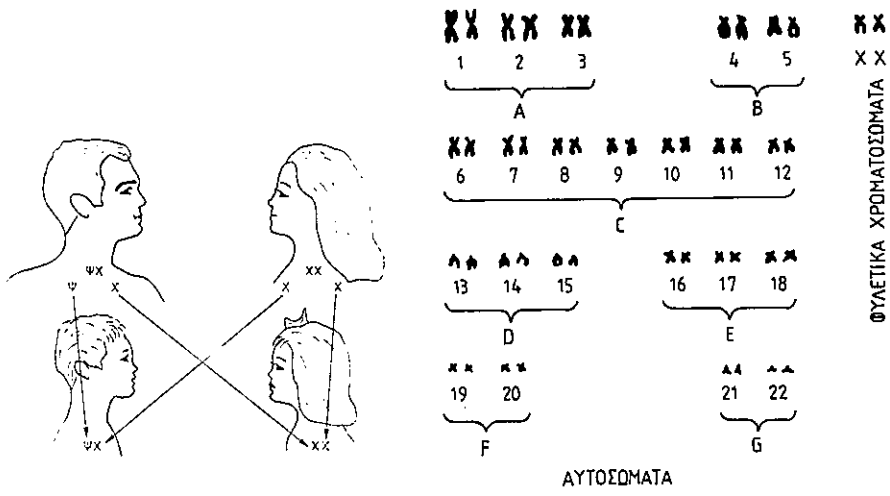 ΨΧ
ΧΧ
Ψ Χ
Χ Χ
ΨΧ
ΧΧ
1 2 3
A
4 5
B
Χ Χ
6 7 8 9 10 11 12
C
13 14 15
D
16 17 18
E
19 20
F
21 22
G
ΑΥΤΟΣΩΜΑΤΑ
ΦΥΛΕΤΙΚΑ ΧΡΩΜΑΤΟΣΩΜΑΤΑ